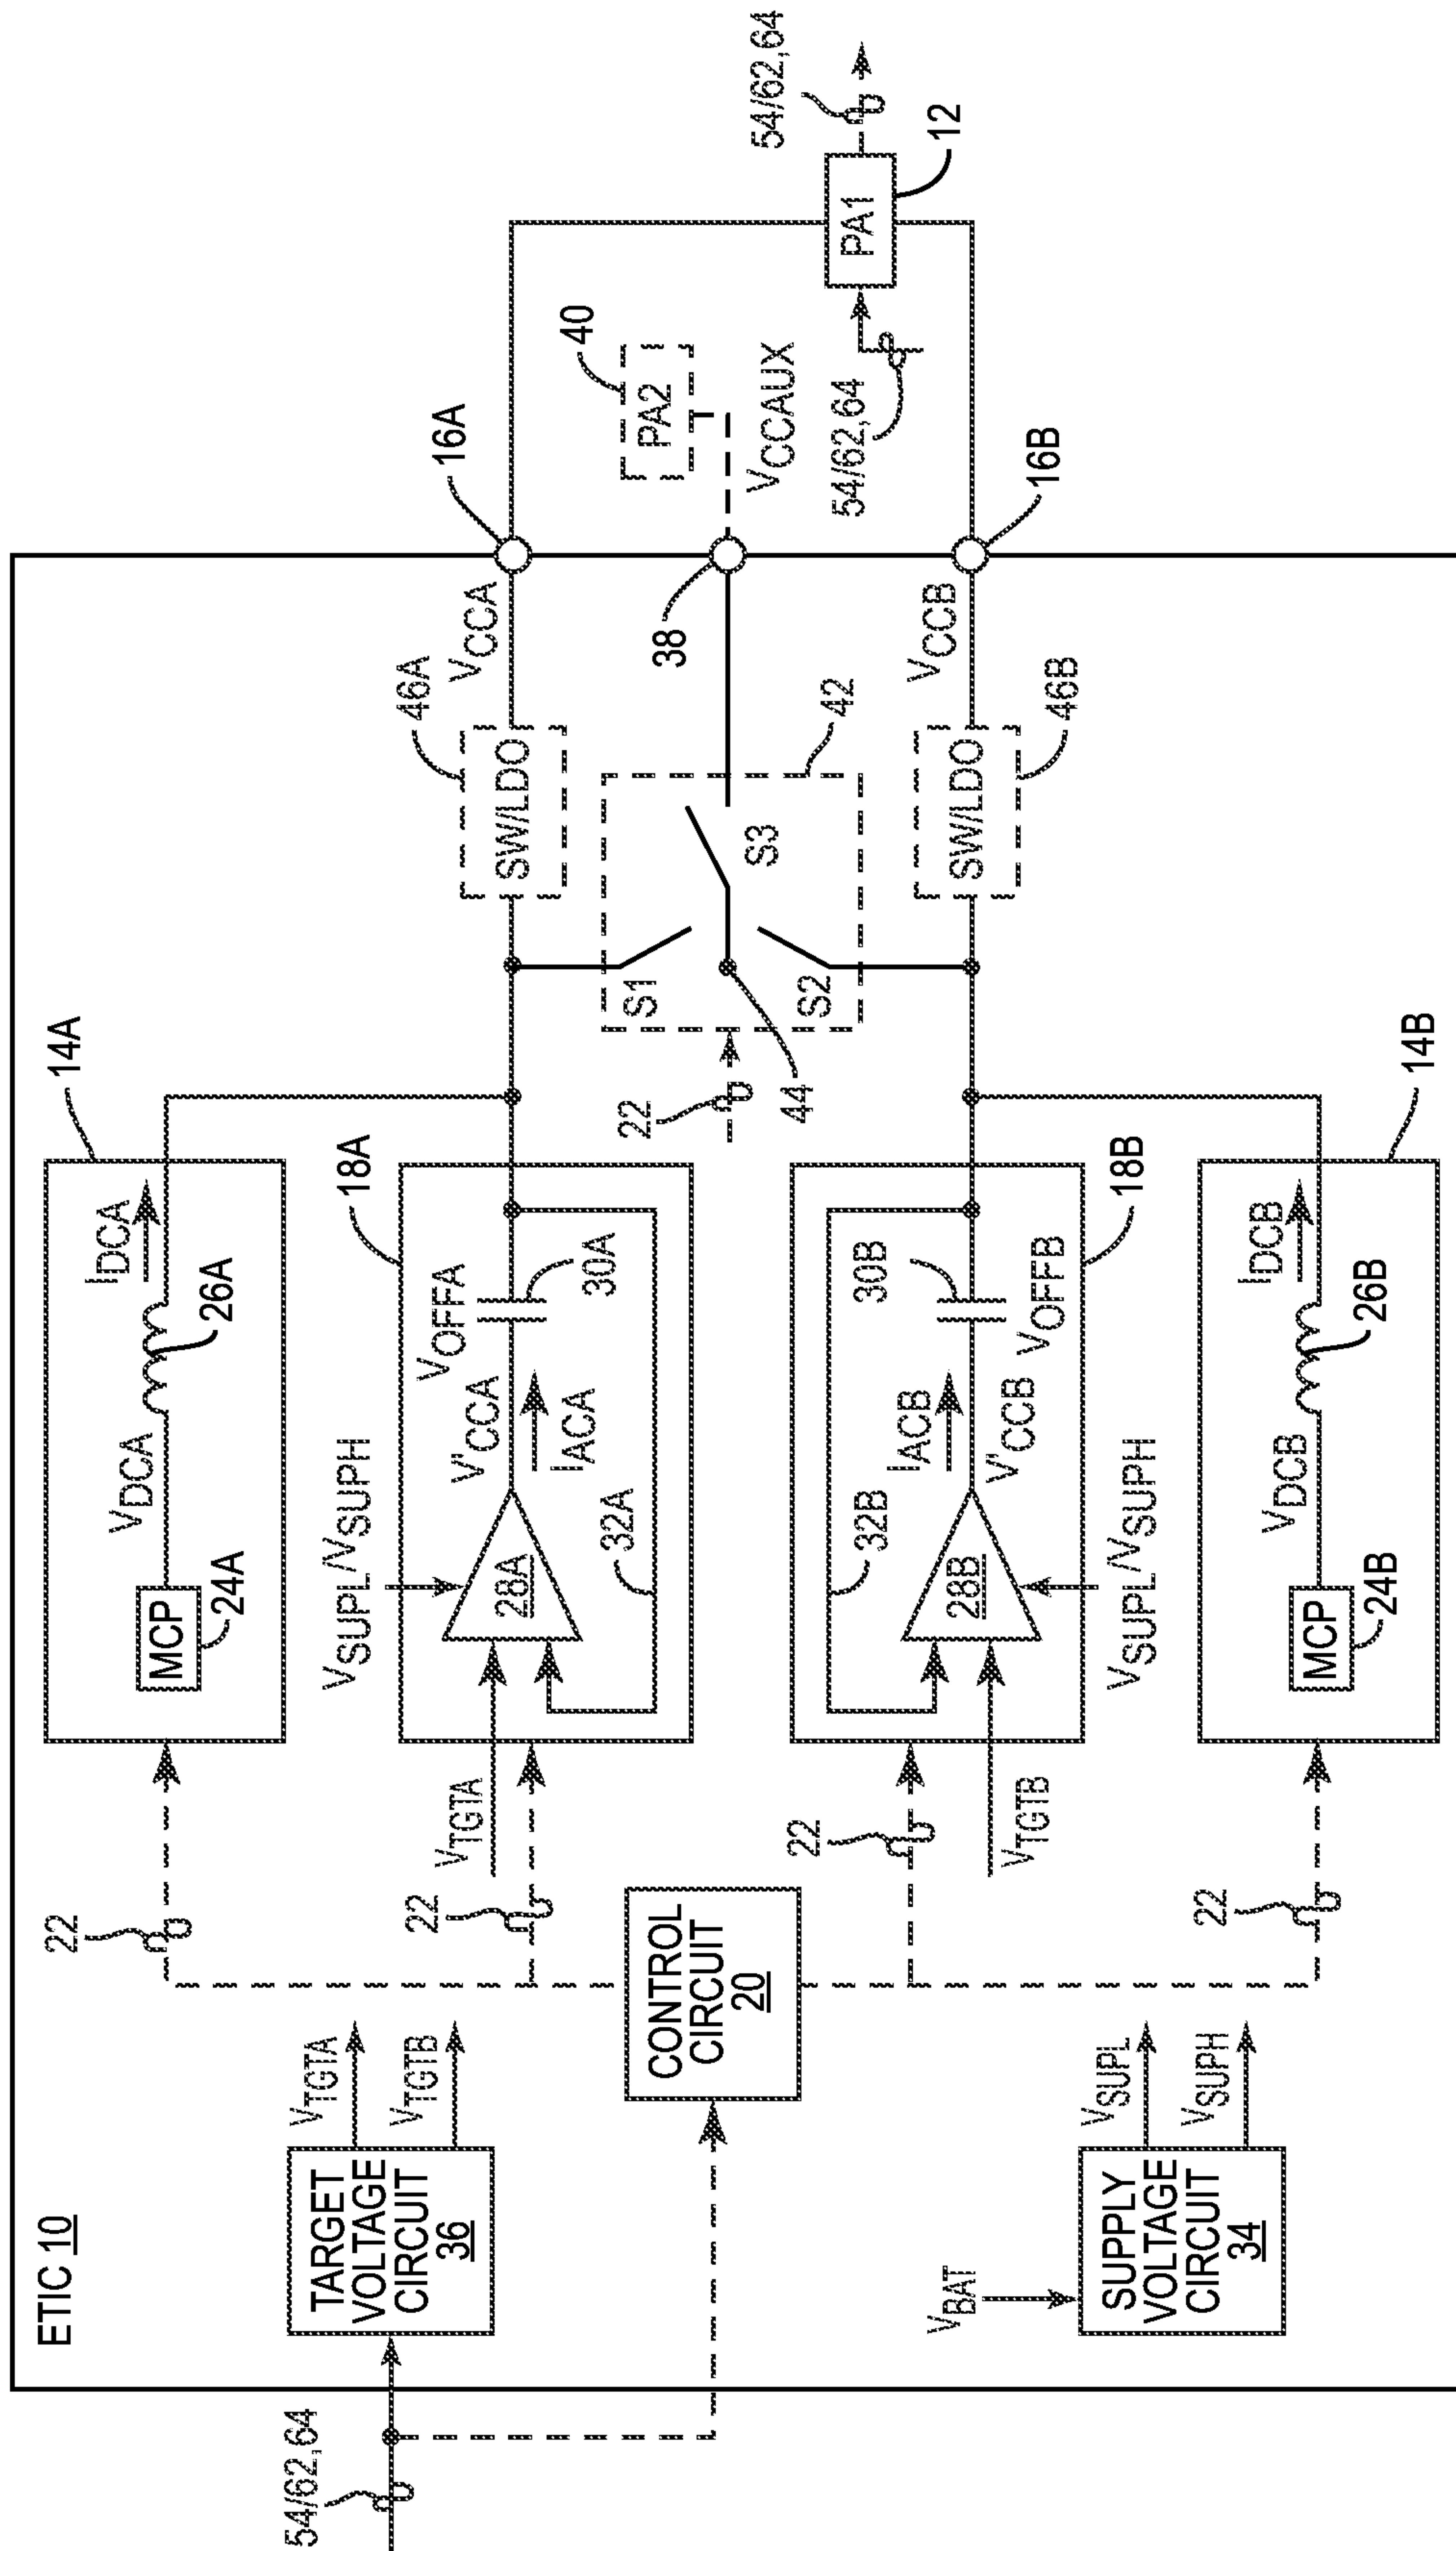 ETIC 10
54/62,64
TARGET
VOLTAGE
CIRCUIT
36
VTGTA
VTGTB
CONTROL
CIRCUIT
20
VBAT
SUPPLY
VOLTAGE
CIRCUIT
34
VSUPL
VSUPH
22
22
22
22
14A
MCP
24A
VDCA
26A
IDCA
18A
VTGTA
VSUPL/VSUPH
28A
V'CCA
IACA
VOFFA
30A
32A
18B
VTGTB
VSUPL/VSUPH
28B
V'CCB
IACB
VOFFB
30B
32B
14B
MCP
24B
VDCB
26B
IDCB
22
44
S1
S2
S3
42
46A
SW/LDO
VCCA
46B
SW/LDO
VCCB
16A
38
16B
40
PA2
VCCAUX
54/62,64
PA1
12
54/62,64